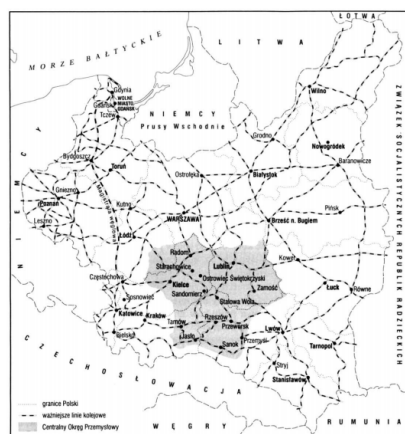 ŁOTWA
MORZE BAŁTYCKIE
LITWA
Gdynia
WOLNE
MIASTO
GDAŃSK
Gdańsk
Tczew
Wilno
NIEMCY
Prusy Wschodnie
ZWIĄZEK SOCJALISTYCZNYCH REPUBLIK RADZIECKICH
Grodno
Nowogródek
Baranowicze
Bydgoszcz
Toruń
Ostrołęka
Białystok
NIEMCY
Gniezno
Poznań
Magistrala węglowa
Kutno
WARSZAWA
Brześć n. Bugiem
Pińsk
Leszno
Łódź
Radom
Lublin
Kowel
Starachowice
Ostrowiec Świętokrzyski
Częstochowa
Kielce
Zamość
Łuck
Równe
Sandomierz
Sosnowiec
Stalowa Wola
Katowice
Kraków
Rzeszów
Tarnów
Przeworsk
Lwów
Bielsko
Jasło
Sanok
Przemyśl
Tarnopol
Stryj
Stanisławów
CZECHOSŁOWACJA
WĘGRY
RUMUNIA
granice Polski
ważniejsze linie kolejowe
Centralny Okręg Przemysłowy